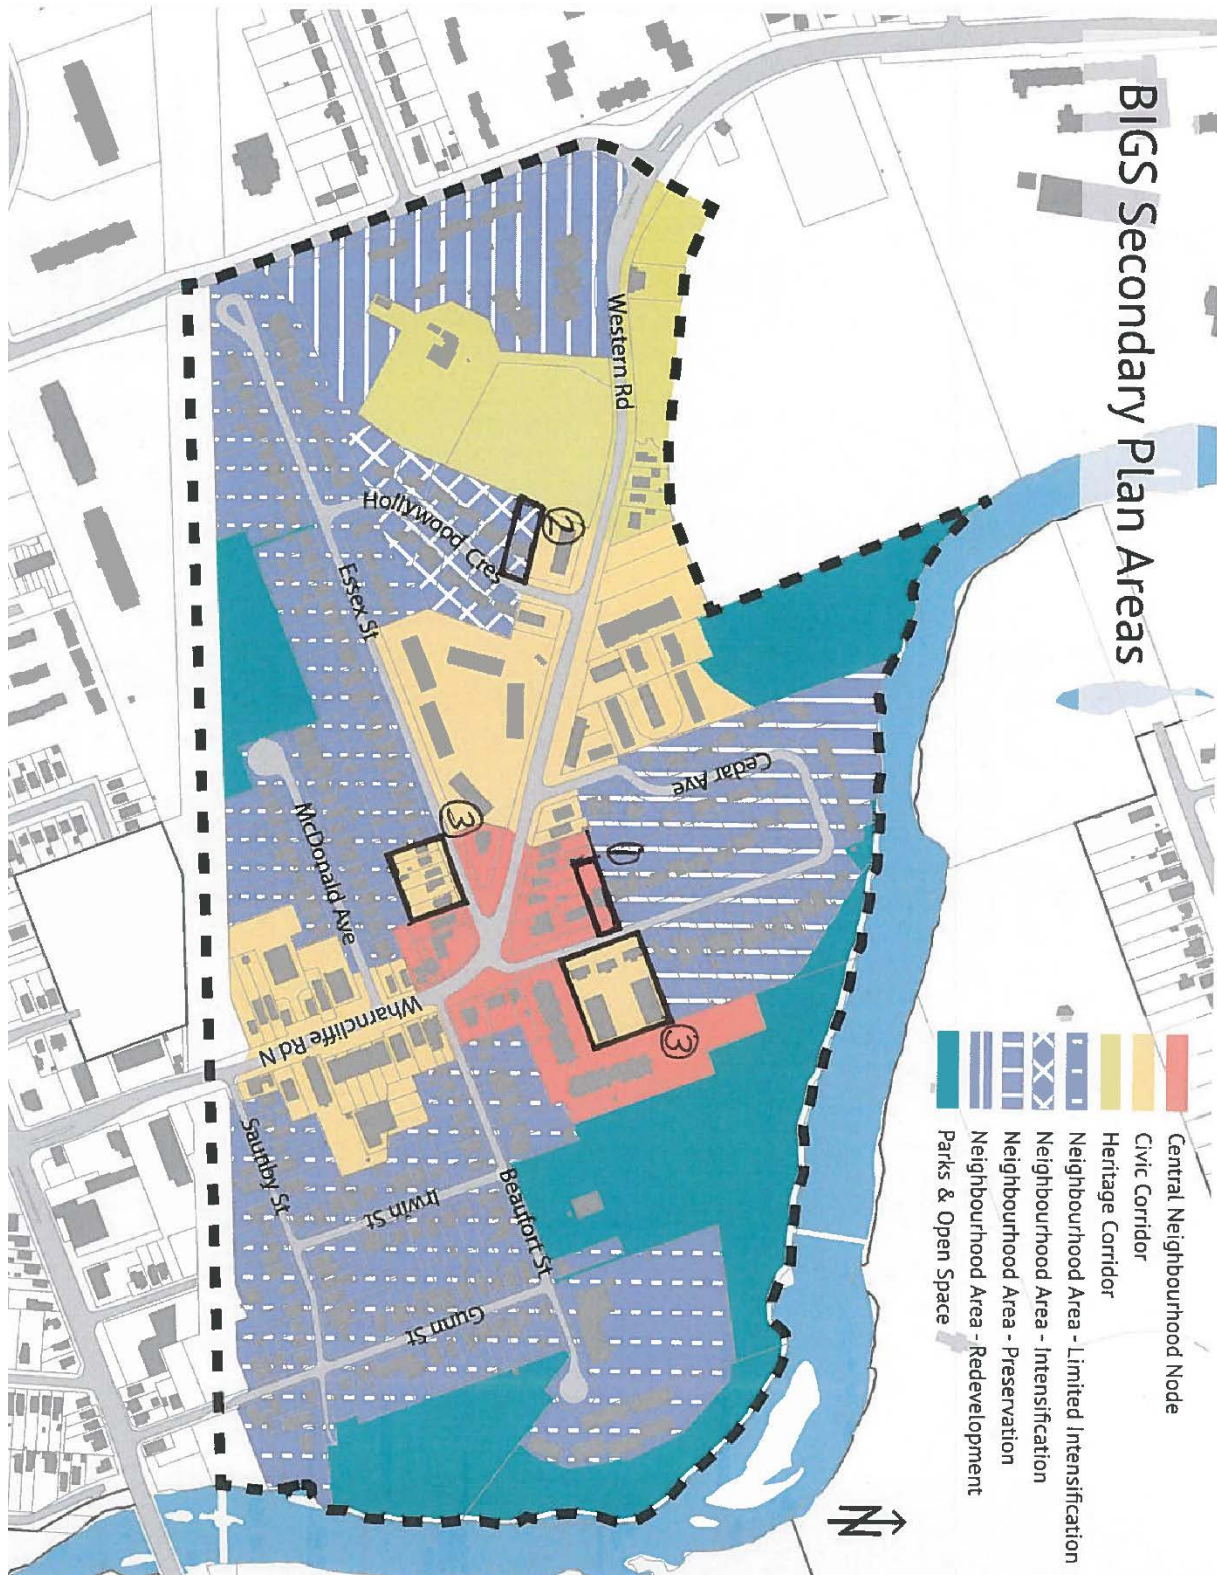 BIGS Secondary Plan Areas
Central Neighbourhood Node
Civic Corridor
Heritage Corridor
Neighbourhood Area - Limited Intensification
Neighbourhood Area - Intensification
Neighbourhood Area - Preservation
Neighbourhood Area - Redevelopment
Parks & Open Space
N
Western Rd
Hollywood Cres
Essex St
Cedar Ave
McDonald Ave
Wharncliffe Rd N
Saunby St
Irwin St
Beaufort St
Gunn St
1
2
3
3